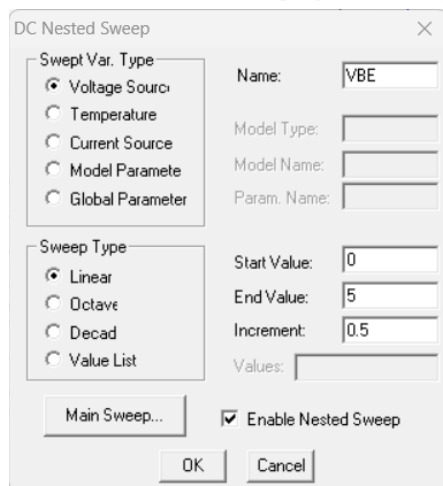 DC Nested Sweep
Swept Var. Type
Voltage Sourc
Temperature
Current Source
Model Paramete
Global Parameter
Name: VBE
Model Type:
Model Name:
Param. Name:
Sweep Type
Linear
Octave
Decad
Value List
Start Value: 0
End Value: 5
Increment: 0.5
Values:
Main Sweep...
Enable Nested Sweep
OK
Cancel